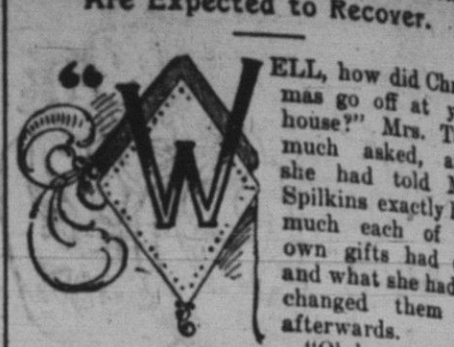 Are Expected to Recover.
"WELL, how did
mas go off at
house?" Mrs.
much asked,
she had told
Spilkins exactly
much each of
own gifts had
and what she had
changed them
afterwards.